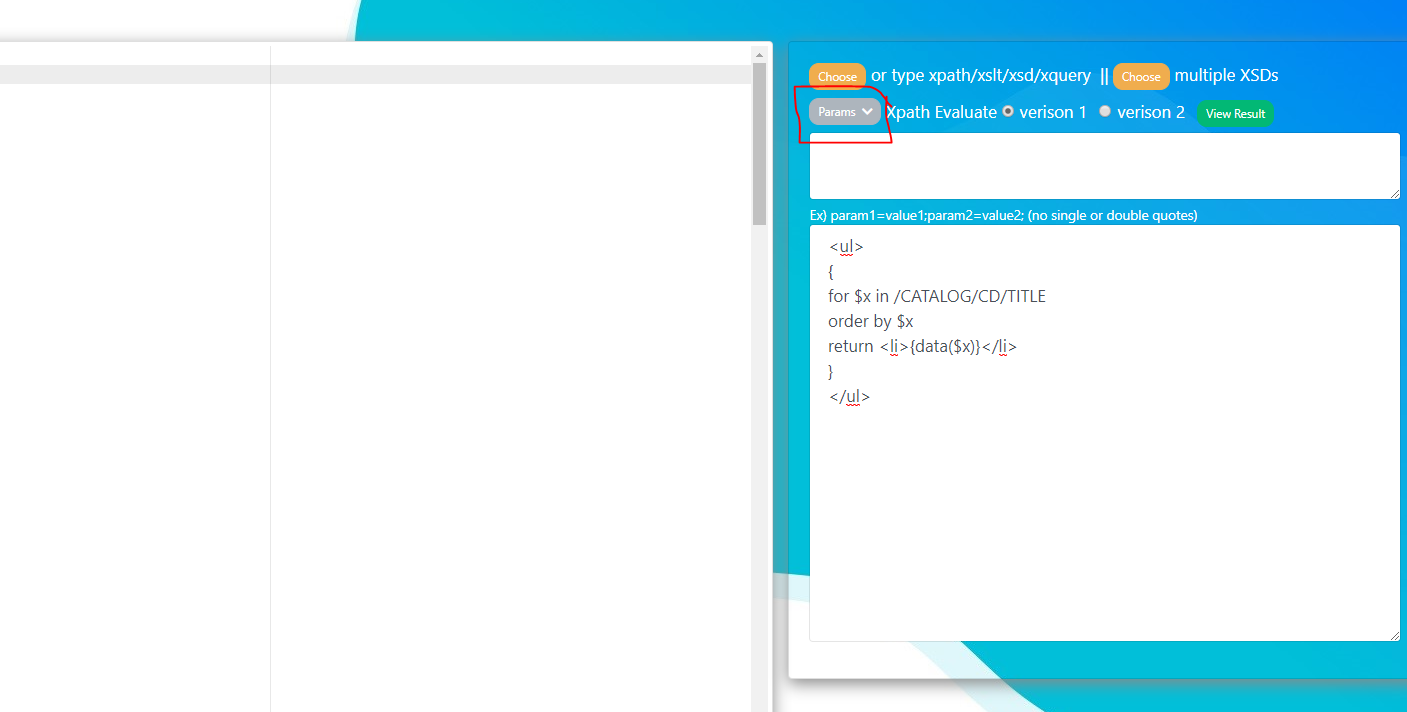 Choose or type xpath/xslt/xsd/xquery || Choose multiple XSDs
Params Xpath Evaluate verison 1 verison 2 View Result
Ex) param1=value1;param2=value2; (no single or double quotes)
<ul>
{
for $x in /CATALOG/CD/TITLE
order by $x
return <li>{data($x)}</li>
}
</ul>